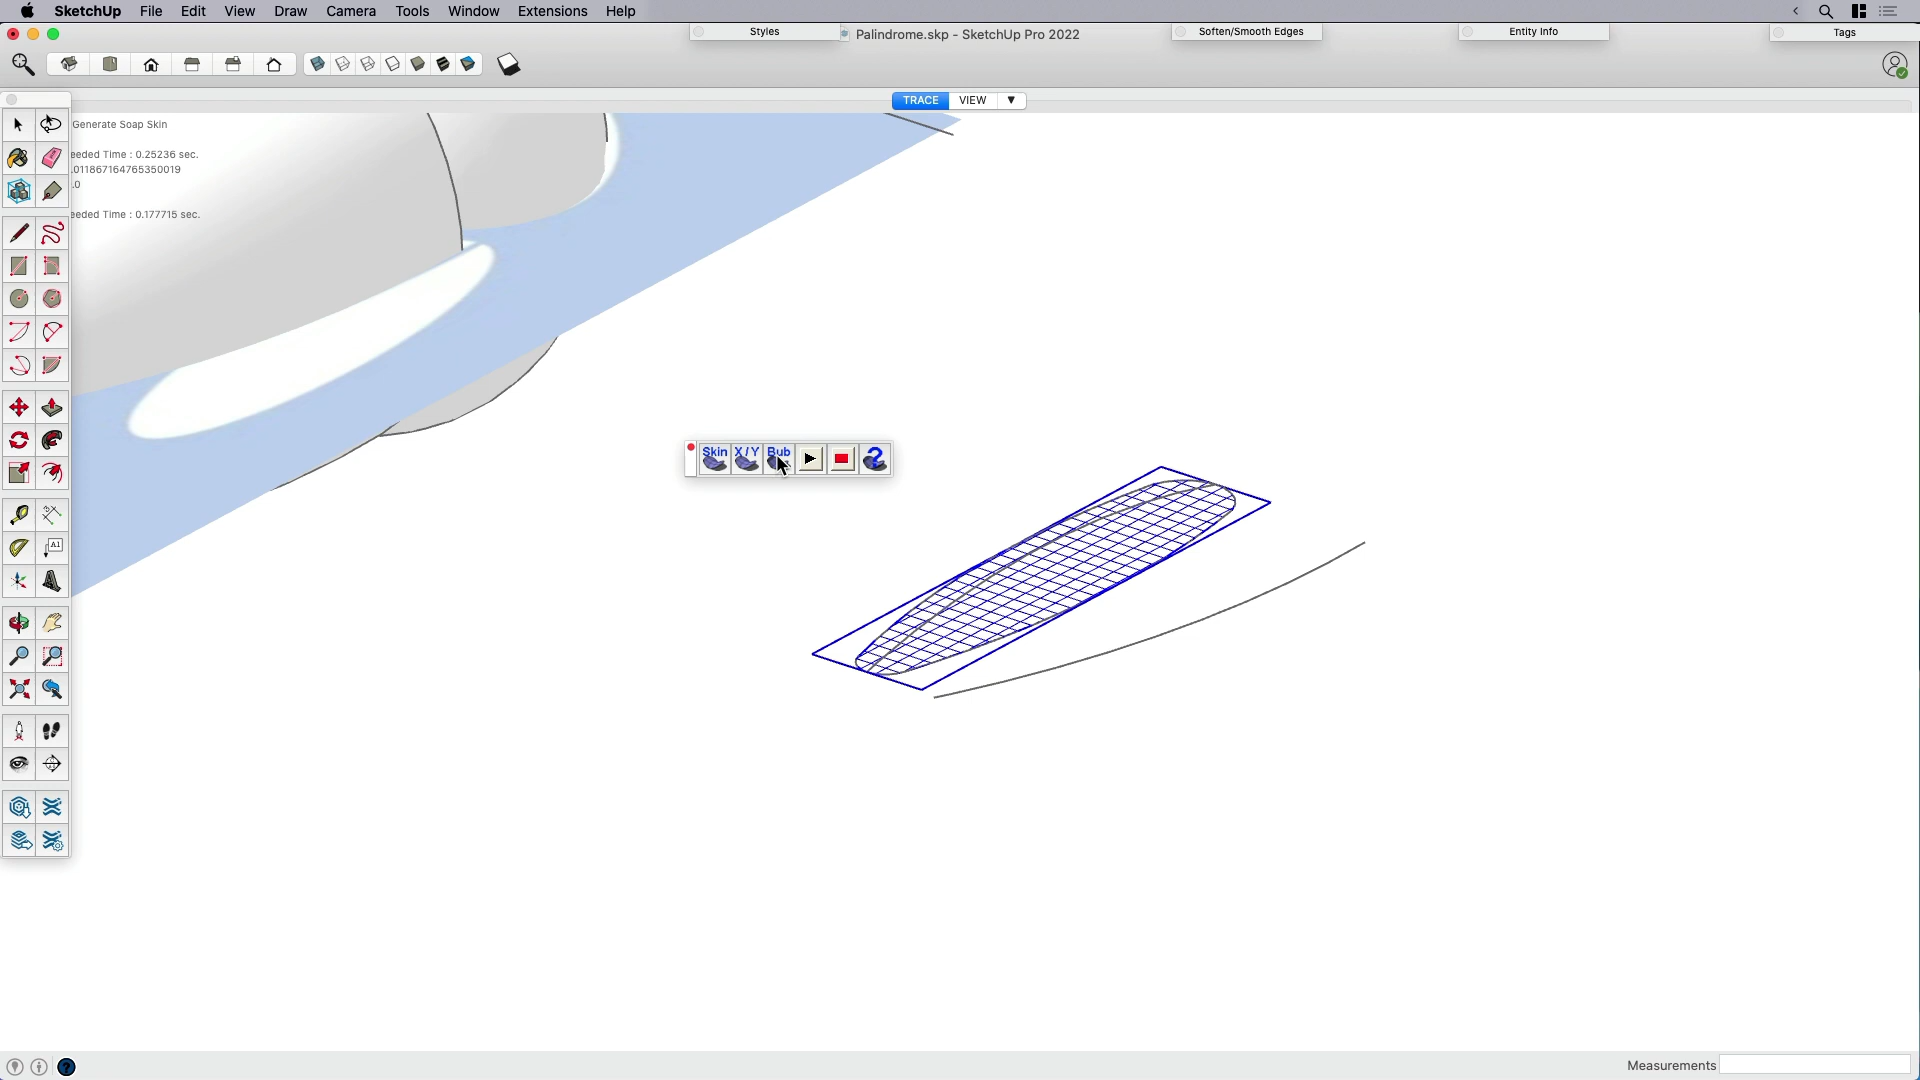 SketchUp File Edit View Draw Camera Tools Window Extensions Help
Styles
Palindrome.skp - SketchUp Pro 2022
Soften/Smooth Edges
Entity Info
Tags
TRACE VIEW ▼
Generate Soap Skin
eeded Time : 0.25236 sec.
.011867164765350019
.0
eeded Time : 0.177715 sec.
Skin X/Y Bub ?
A1
?
Measurements